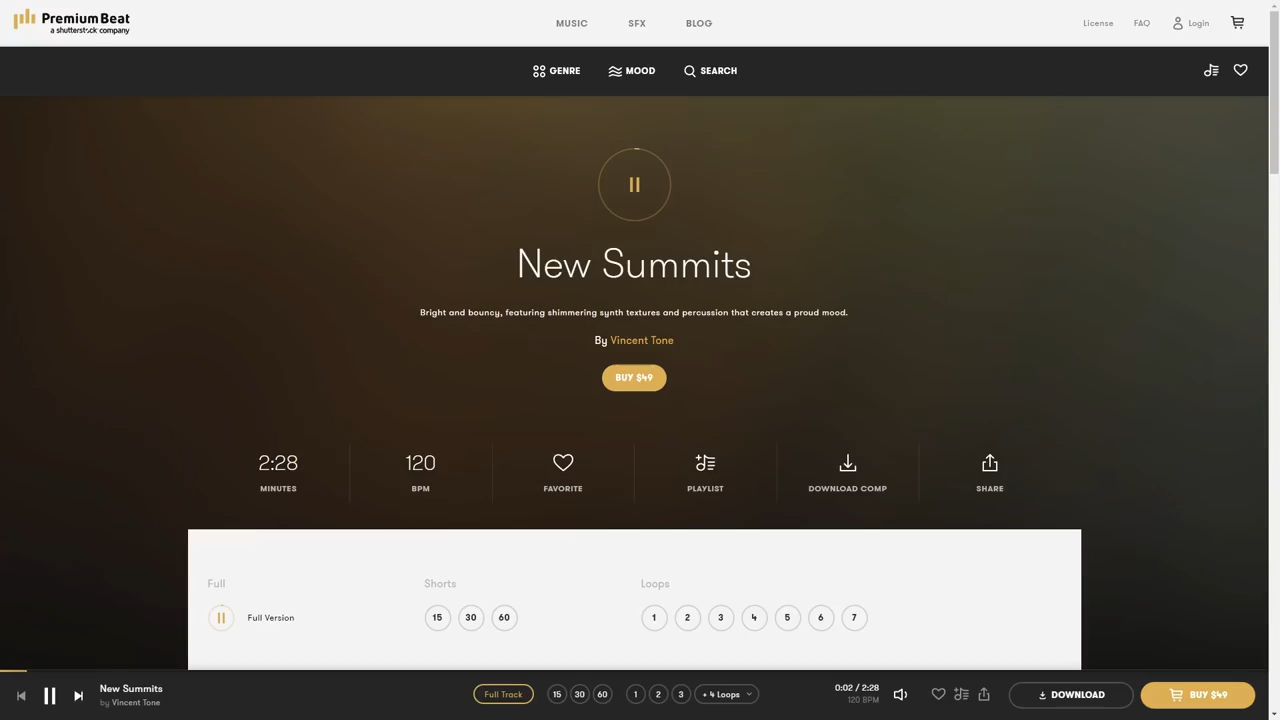 PremiumBeat
a shutterstock company
MUSIC
SFX
BLOG
License
FAQ
Login
GENRE
MOOD
SEARCH
New Summits
Bright and bouncy, featuring shimmering synth textures and percussion that creates a proud mood.
By Vincent Tone
BUY $49
2:28
MINUTES
120
BPM
FAVORITE
PLAYLIST
DOWNLOAD COMP
SHARE
Full
Shorts
Loops
Full Version
15 30 60
1 2 3 4 5 6 7
New Summits
by Vincent Tone
Full Track
15 30 60
1 2 3
+ 4 Loops
0:02 / 2:28
120 BPM
DOWNLOAD
BUY $49